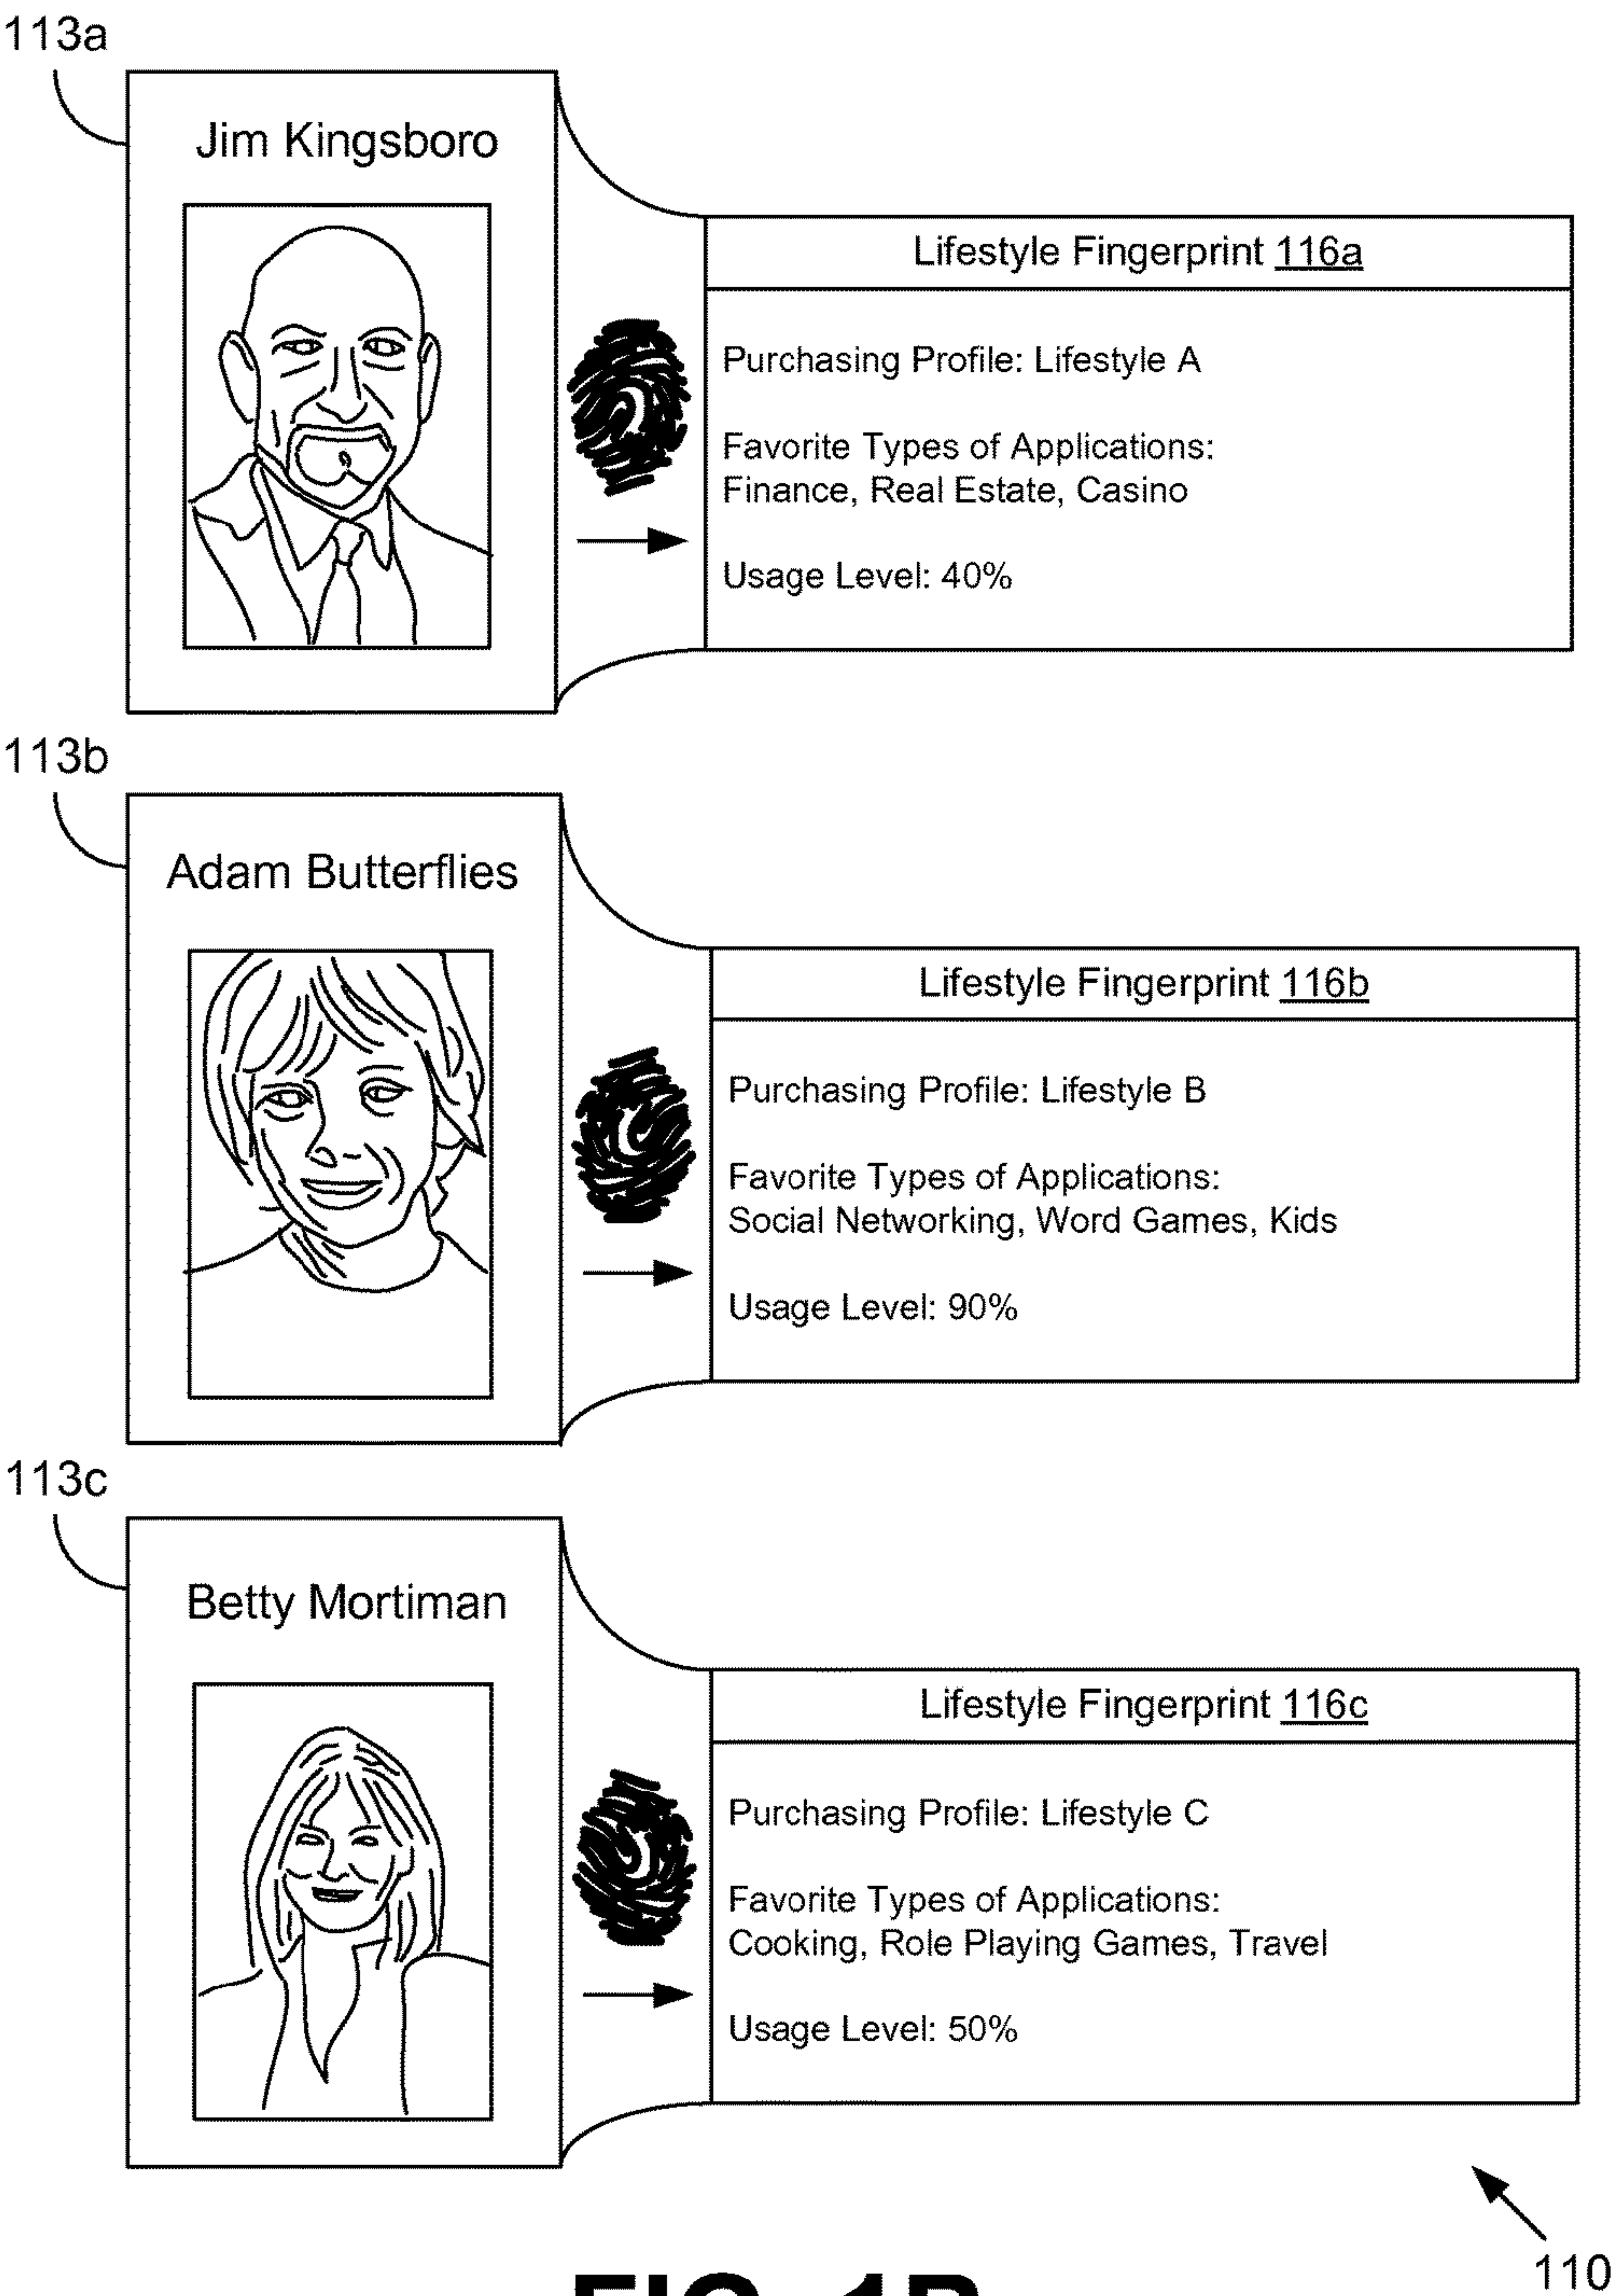 113a
Jim Kingsboro
Lifestyle Fingerprint 116a
Purchasing Profile: Lifestyle A
Favorite Types of Applications:
Finance, Real Estate, Casino
Usage Level: 40%
113b
Adam Butterflies
Lifestyle Fingerprint 116b
Purchasing Profile: Lifestyle B
Favorite Types of Applications:
Social Networking, Word Games, Kids
Usage Level: 90%
113c
Betty Mortiman
Lifestyle Fingerprint 116c
Purchasing Profile: Lifestyle C
Favorite Types of Applications:
Cooking, Role Playing Games, Travel
Usage Level: 50%
110